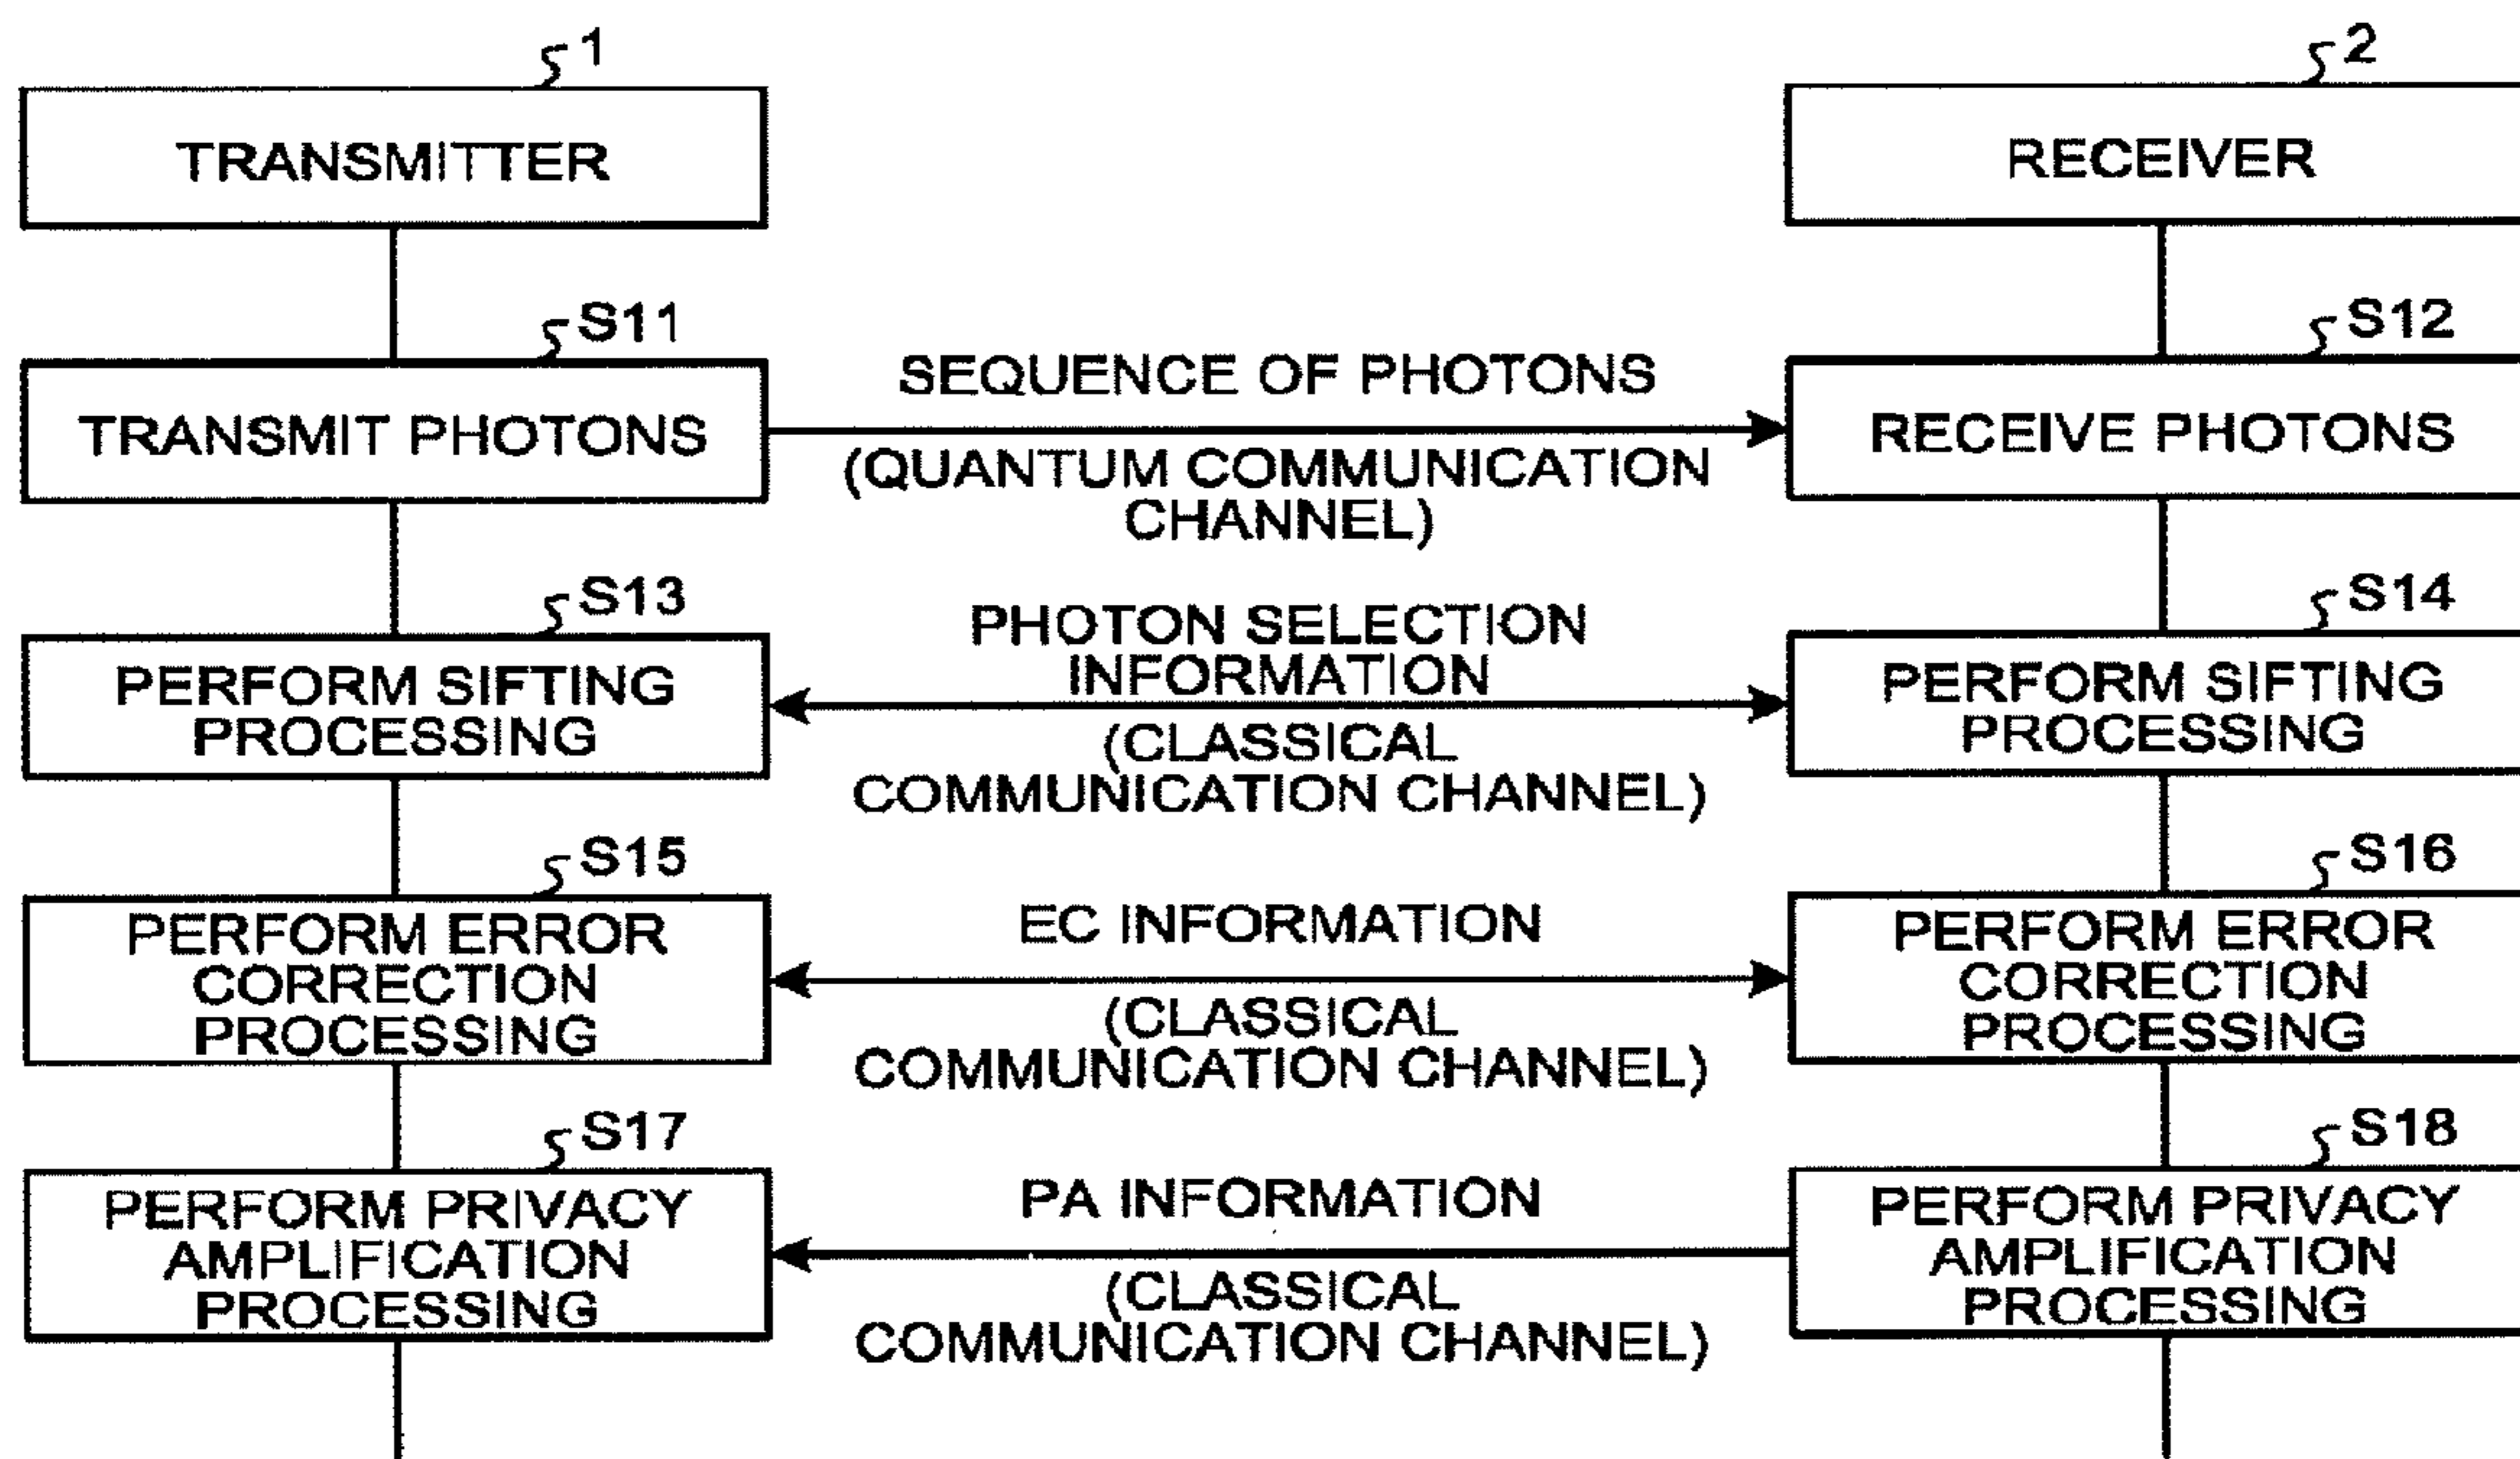 1
2
TRANSMITTER
RECEIVER
S11
S12
TRANSMIT PHOTONS
SEQUENCE OF PHOTONS
(QUANTUM COMMUNICATION
CHANNEL)
RECEIVE PHOTONS
S13
S14
PERFORM SIFTING
PROCESSING
PHOTON SELECTION
INFORMATION
(CLASSICAL
COMMUNICATION CHANNEL)
PERFORM SIFTING
PROCESSING
S15
S16
PERFORM ERROR
CORRECTION
PROCESSING
EC INFORMATION
(CLASSICAL
COMMUNICATION CHANNEL)
PERFORM ERROR
CORRECTION
PROCESSING
S17
S18
PERFORM PRIVACY
AMPLIFICATION
PROCESSING
PA INFORMATION
(CLASSICAL
COMMUNICATION CHANNEL)
PERFORM PRIVACY
AMPLIFICATION
PROCESSING